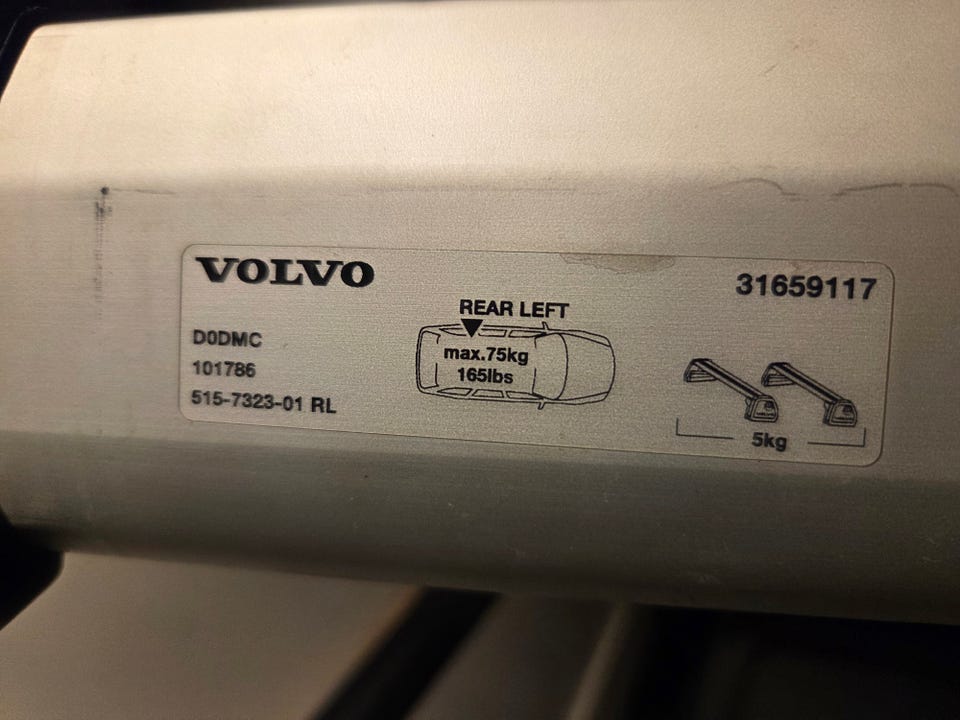 VOLVO
31659117
REAR LEFT
D0DMC
max.75kg
101786
165lbs
515-7323-01 RL
5kg